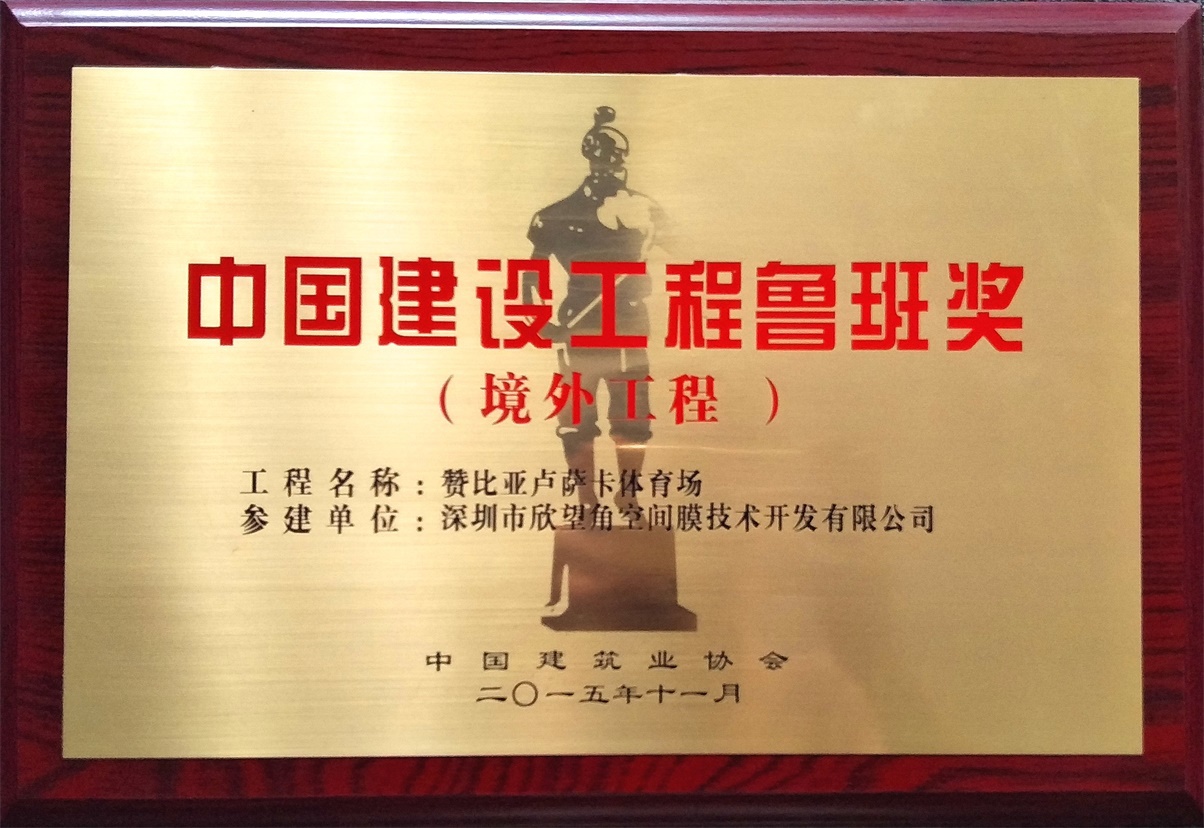 中国建设工程鲁班奖
（境外工程）
工程名称：赞比亚卢萨卡体育场
参建单位：深圳市欣望角空间膜技术开发有限公司
中国建筑业协会
二〇一五年十一月